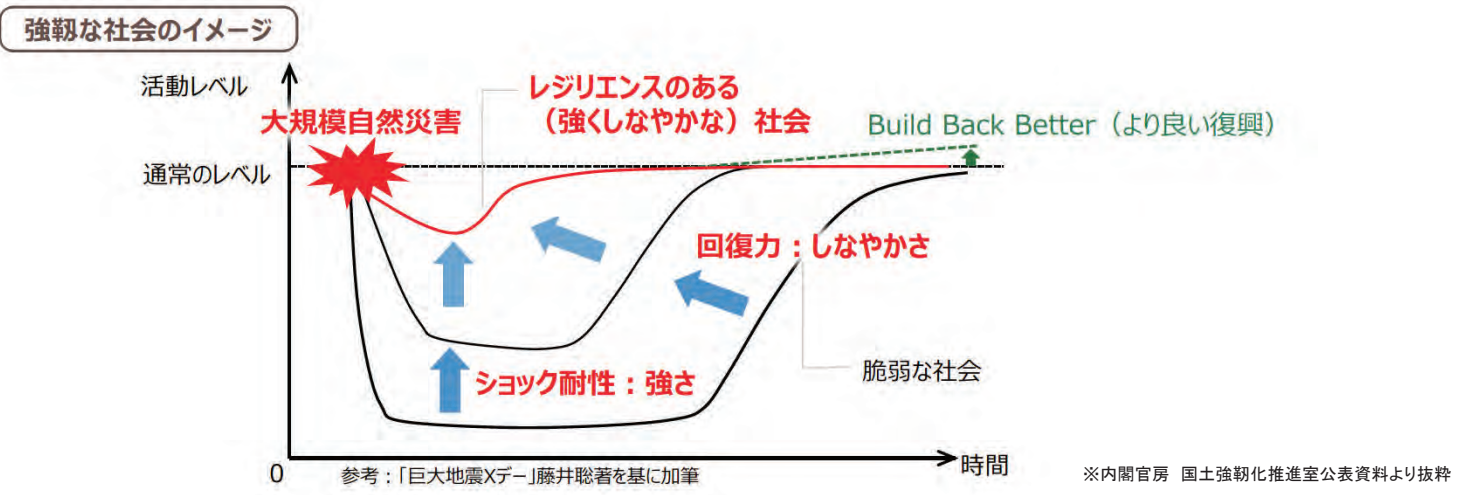 強靱な社会のイメージ
活動レベル
大規模自然災害
レジリエンスのある
（強くしなやかな）社会
Build Back Better（より良い復興）
通常のレベル
回復力：しなやかさ
ショック耐性：強さ
脆弱な社会
0
参考：「巨大地震Xデー」藤井聡著を基に加筆
時間
※内閣官房 国土強靱化推進室公表資料より抜粋